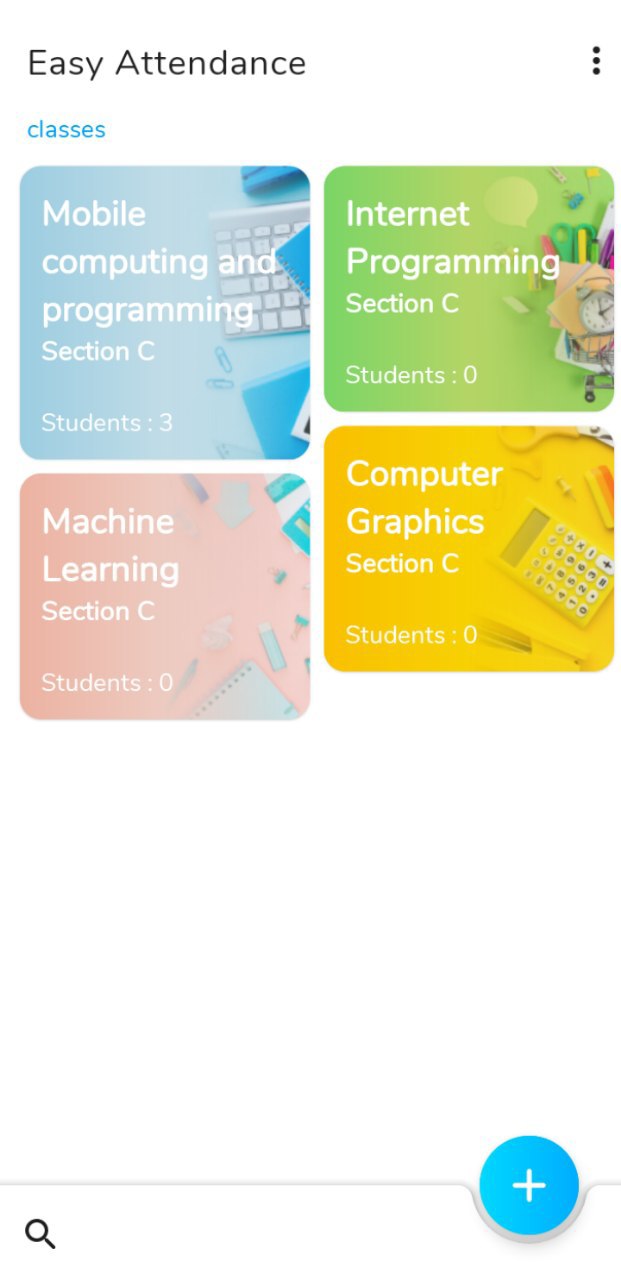 Easy Attendance
classes
Mobile
computing and
programming
Section C
Students : 3
Internet
Programming
Section C
Students : 0
Machine
Learning
Section C
Students : 0
Computer
Graphics
Section C
Students : 0